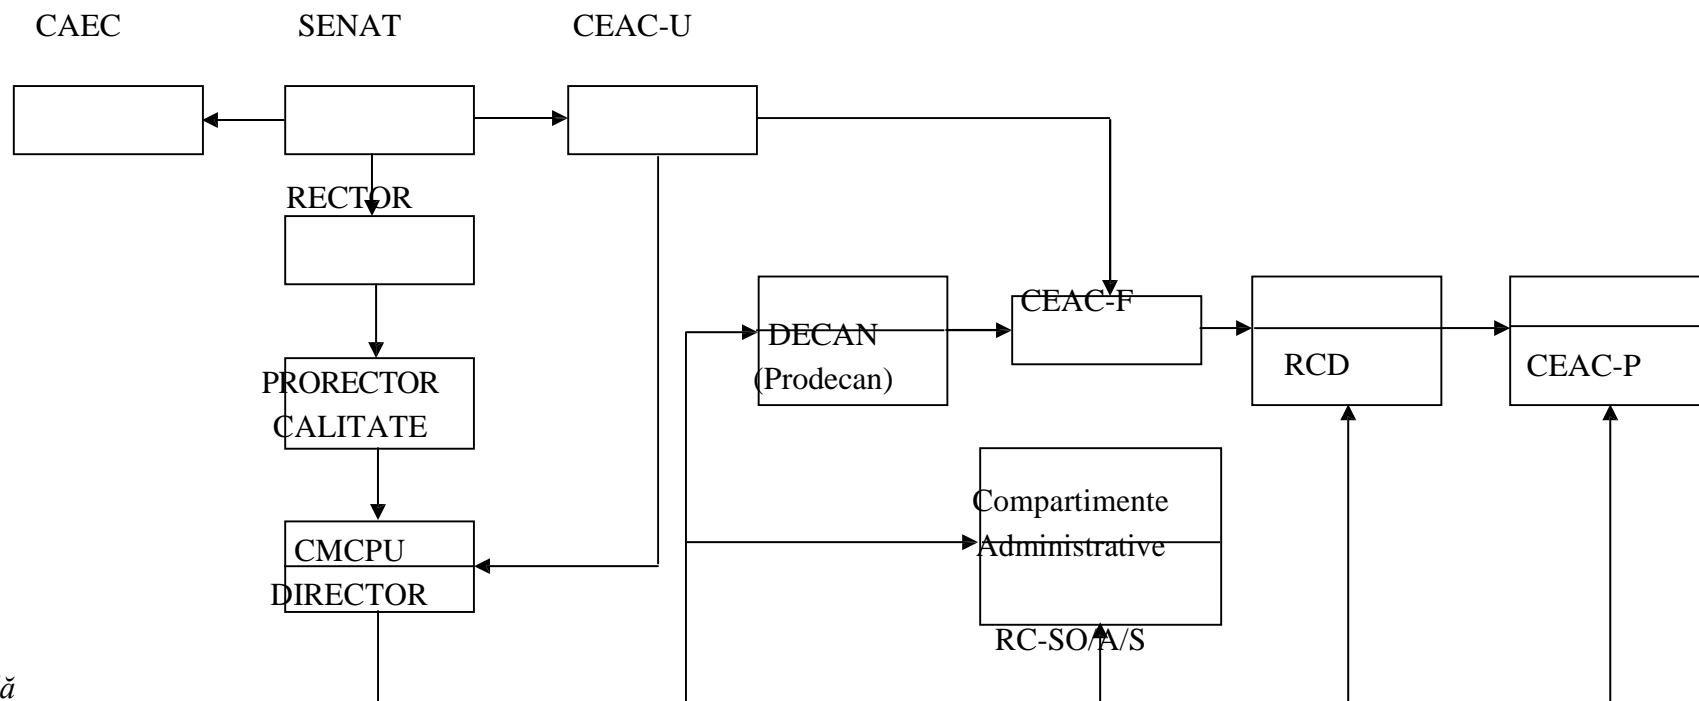 CAEC SENAT CEAC-U
RECTOR
CEAC-F
DECAN
(Prodecan)
RCD
CEAC-P
PRORECTOR
CALITATE
Compartimente
Administrative
CMCPU
DIRECTOR
RC-SO/A/S
ă